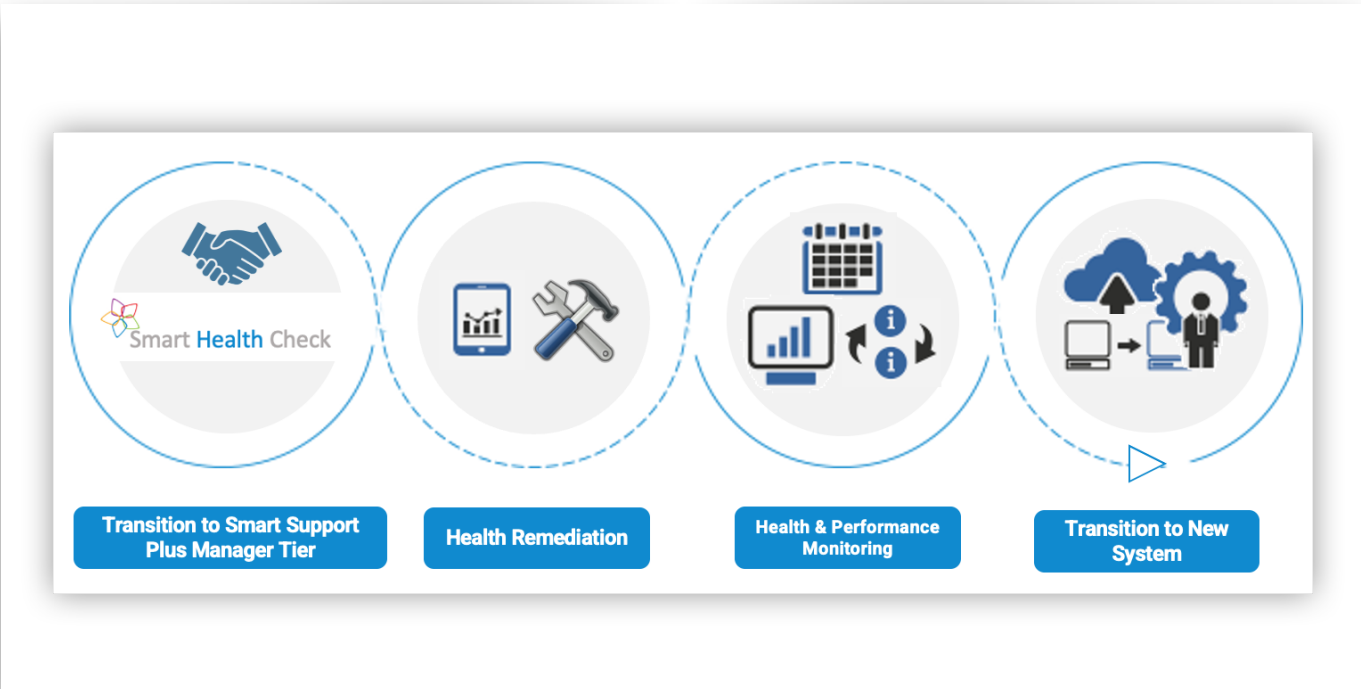 Smart Health Check
Transition to Smart Support
Plus Manager Tier
Health Remediation
Health & Performance
Monitoring
Transition to New
System